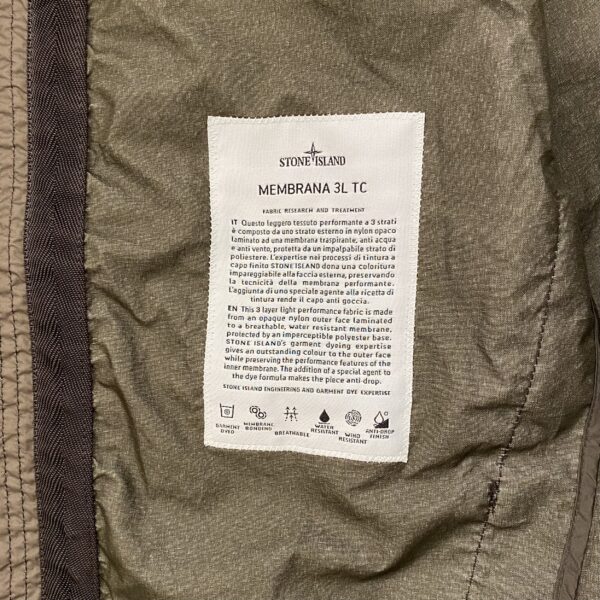 STONE ISLAND
MEMBRANA 3L TC
FABRIC RESEARCH AND TREATMENT
IT Questo leggero tessuto performante a 3 strati
è composto da uno strato esterno in nylon opaco
laminato ad una membrana traspirante, anti acqua
e anti vento, protetta da un impalpabile strato di
poliestere. L'expertise nei processi di tintura a
capo finito STONE ISLAND dona una coloritura
impareggiabile alla faccia esterna, preservando
la tecnicità della membrana performante.
L'aggiunta di uno speciale agente alla ricetta di
tintura rende il capo anti goccia.
EN This 3 layer light performance fabric is made
from an opaque nylon outer face laminated
to a breathable, water resistant membrane,
protected by an imperceptible polyester base.
STONE ISLAND's garment dyeing expertise
gives an outstanding colour to the outer face
while preserving the performance features of the
inner membrane. The addition of a special agent to
the dye formula makes the piece anti-drop.
STONE ISLAND ENGINEERING AND GARMENT DYE EXPERTISE
GARMENT DYED
MEMBRANE BONDING
BREATHABLE
WATER RESISTANT
WIND RESISTANT
ANTI-DROP FINISH